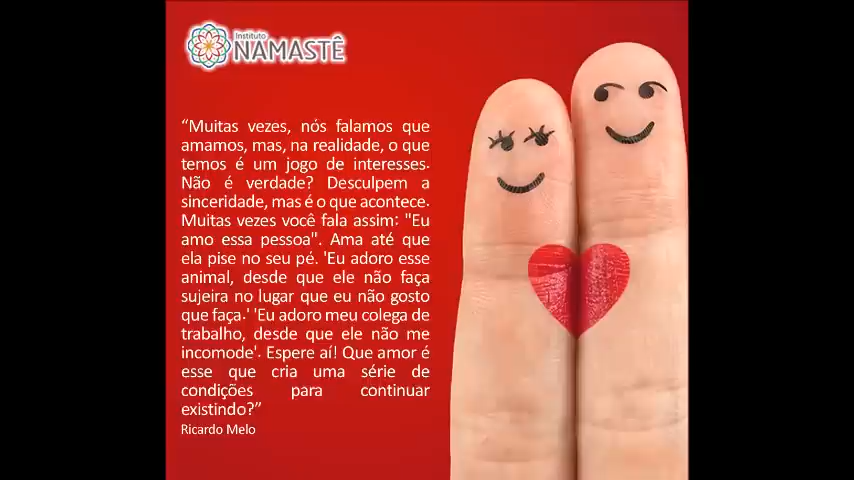 Instituto
NAMASTÊ
“Muitas vezes, nós falamos que
amamos, mas, na realidade, o que
temos é um jogo de interesses.
Não é verdade? Desculpem a
sinceridade, mas é o que acontece.
Muitas vezes você fala assim: "Eu
amo essa pessoa". Ama até que
ela pise no seu pé. 'Eu adoro esse
animal, desde que ele não faça
sujeira no lugar que eu não gosto
que faça.' 'Eu adoro meu colega de
trabalho, desde que ele não me
incomode'. Espere aí! Que amor é
esse que cria uma série de
condições para continuar
existindo?”
Ricardo Melo